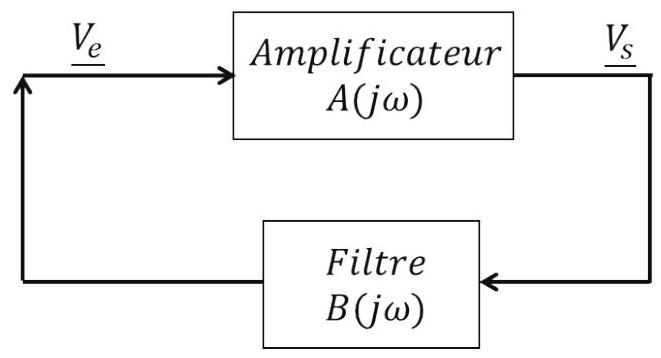 V_e
Amplificateur
A(jω)
V_s
Filtre
B(jω)